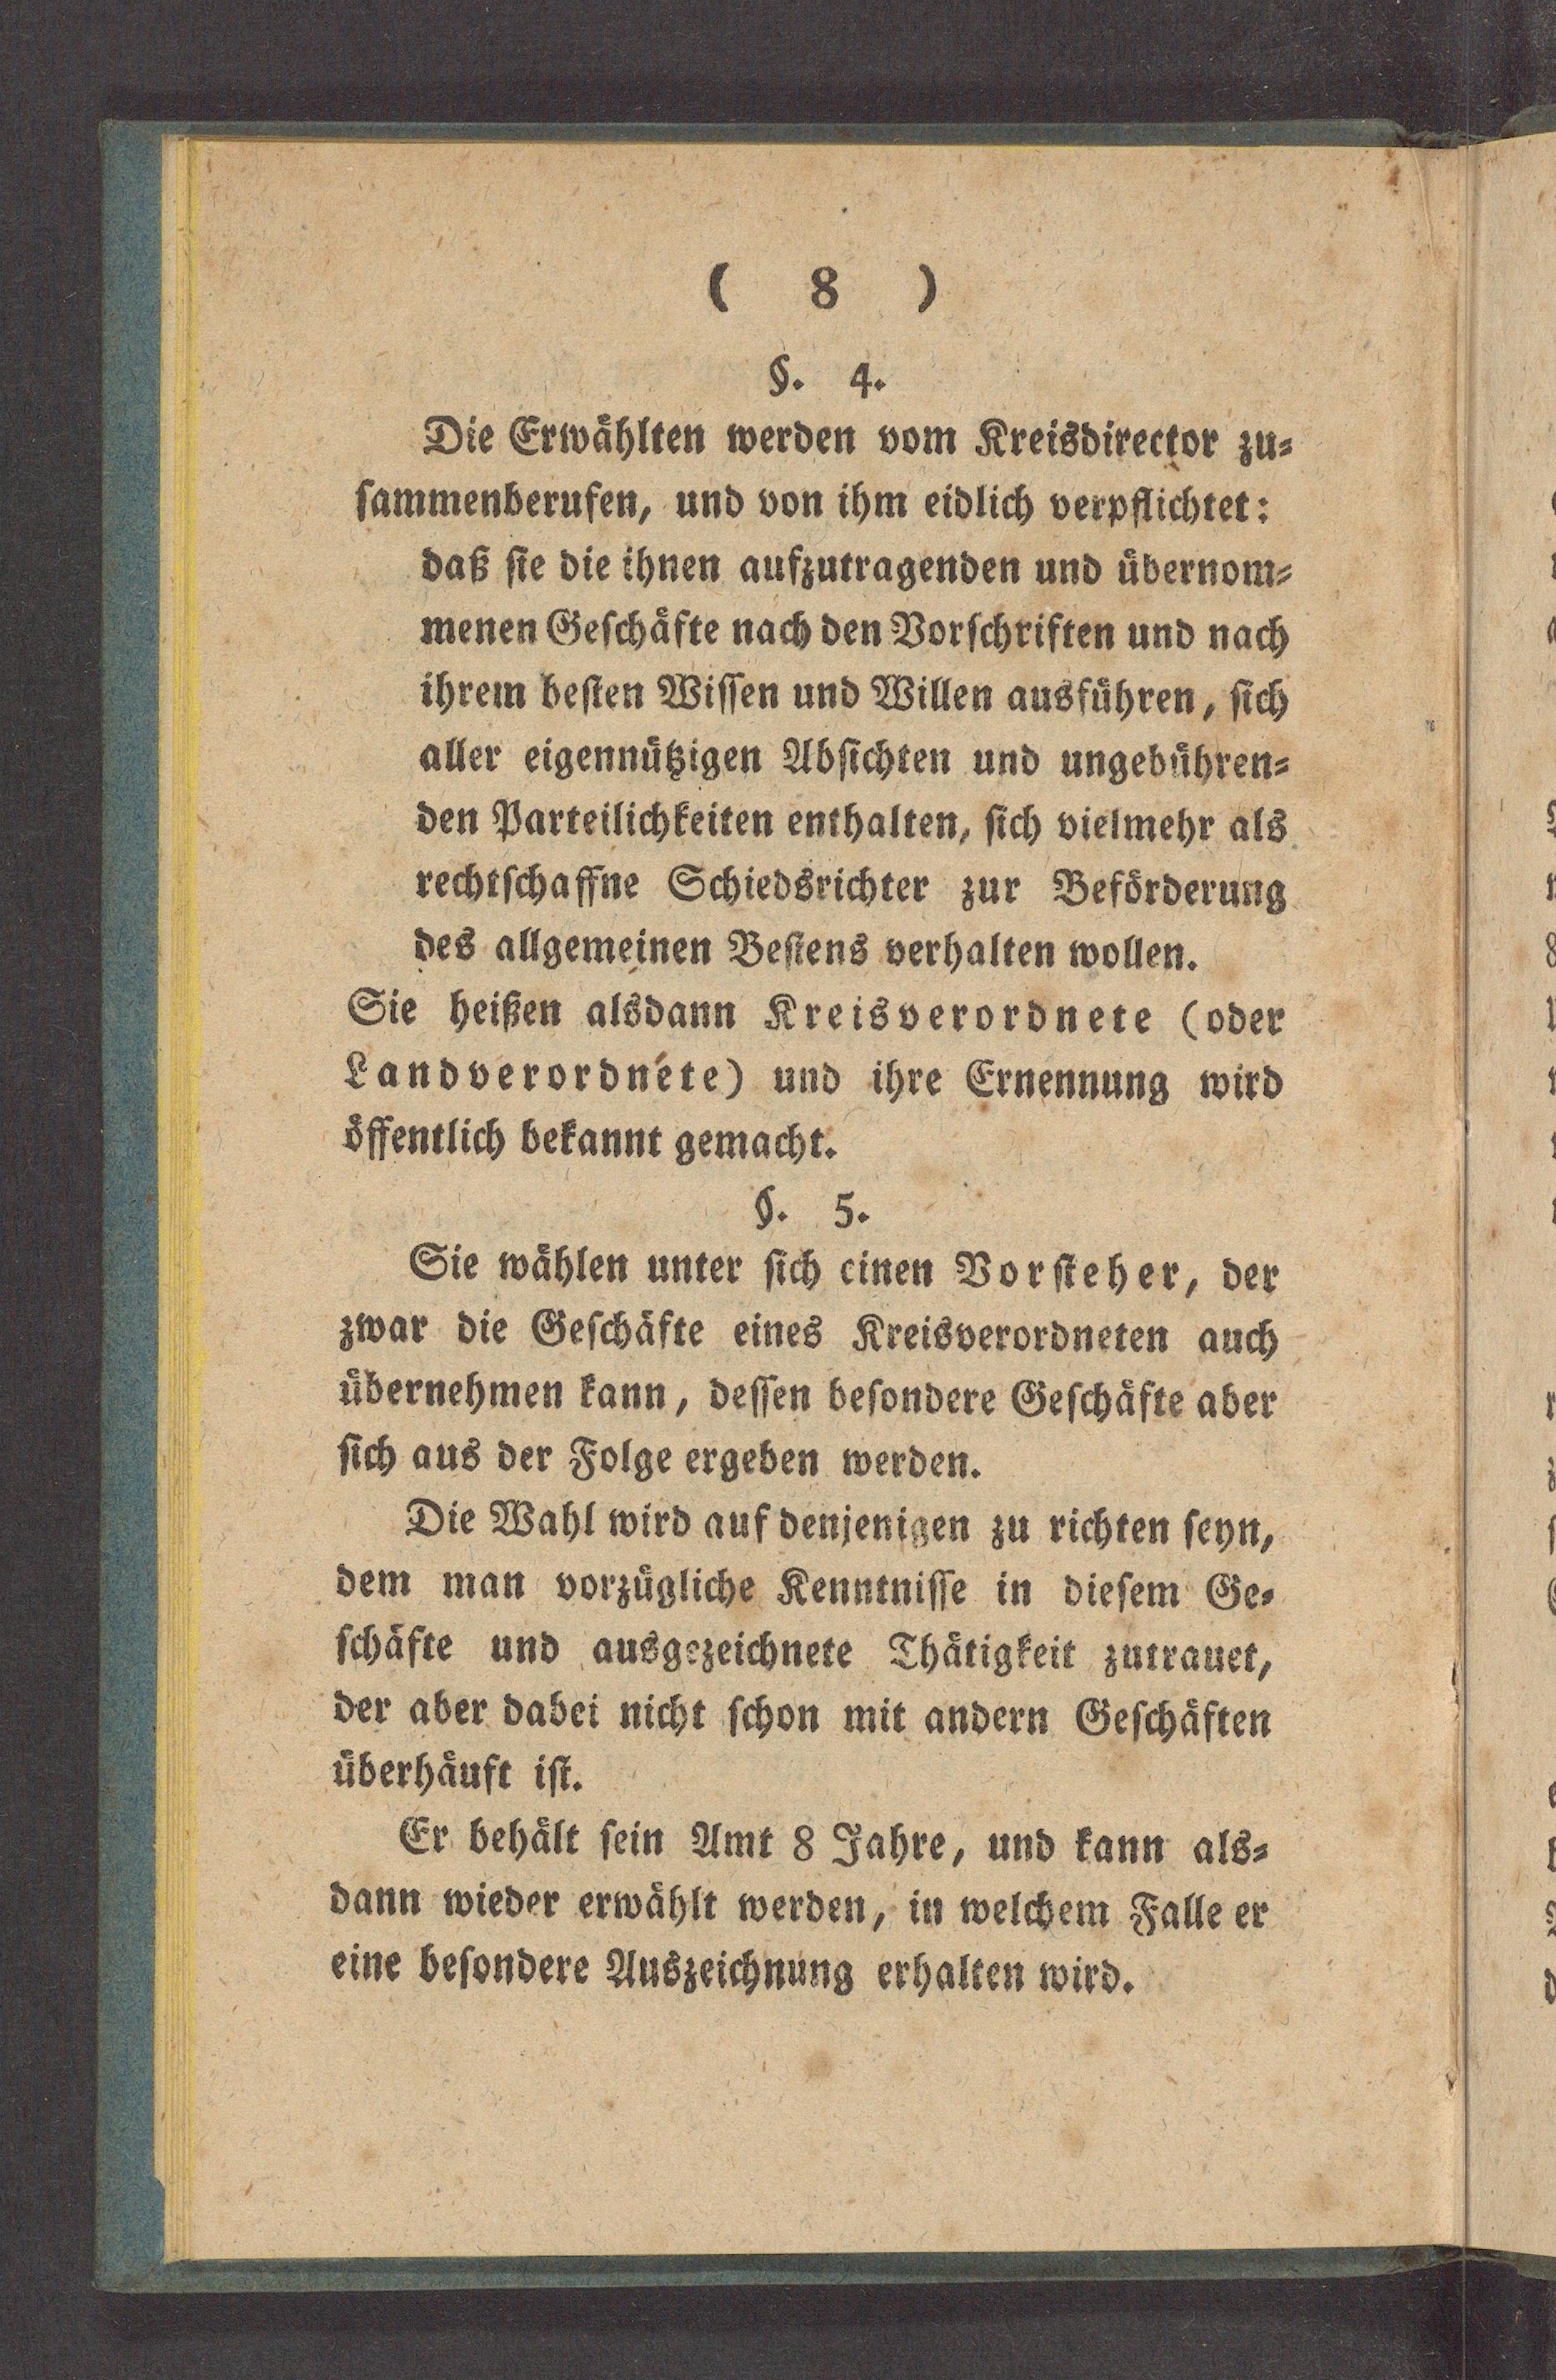 ( 8 )
§. 4.
Die Erwählten werden vom Kreisdirector zu-
sammenberufen, und von ihm eidlich verpflichtet:
daß sie die ihnen aufzutragenden und übernom-
menen Geschäfte nach den Vorschriften und nach
ihrem besten Wissen und Willen ausführen, sich
aller eigennützigen Absichten und ungebühren-
den Parteilichkeiten enthalten, sich vielmehr als
rechtschaffne Schiedsrichter zur Beförderung
des allgemeinen Bestens verhalten wollen.
Sie heißen alsdann Kreisverordnete (oder
Landverordnete) und ihre Ernennung wird
öffentlich bekannt gemacht.
§. 5.
Sie wählen unter sich einen Vorsteher, der
zwar die Geschäfte eines Kreisverordneten auch
übernehmen kann, dessen besondere Geschäfte aber
sich aus der Folge ergeben werden.
Die Wahl wird auf denjenigen zu richten seyn,
dem man vorzügliche Kenntnisse in diesem Ge-
schäfte und ausgezeichnete Thätigkeit zutrauet,
der aber dabei nicht schon mit andern Geschäften
überhäuft ist.
Er behält sein Amt 8 Jahre, und kann als-
dann wieder erwählt werden, in welchem Falle er
eine besondere Auszeichnung erhalten wird.